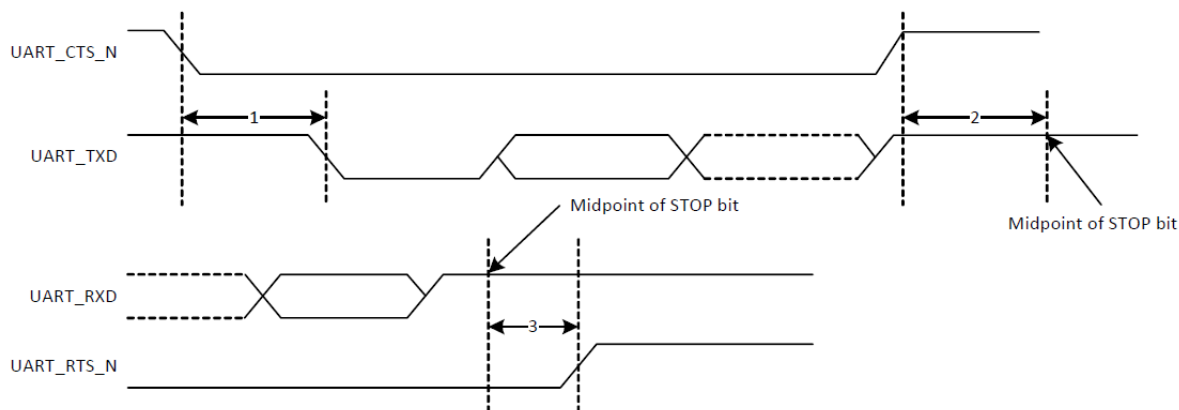 UART_CTS_N
1
2
UART_TXD
Midpoint of STOP bit
Midpoint of STOP bit
UART_RXD
3
UART_RTS_N